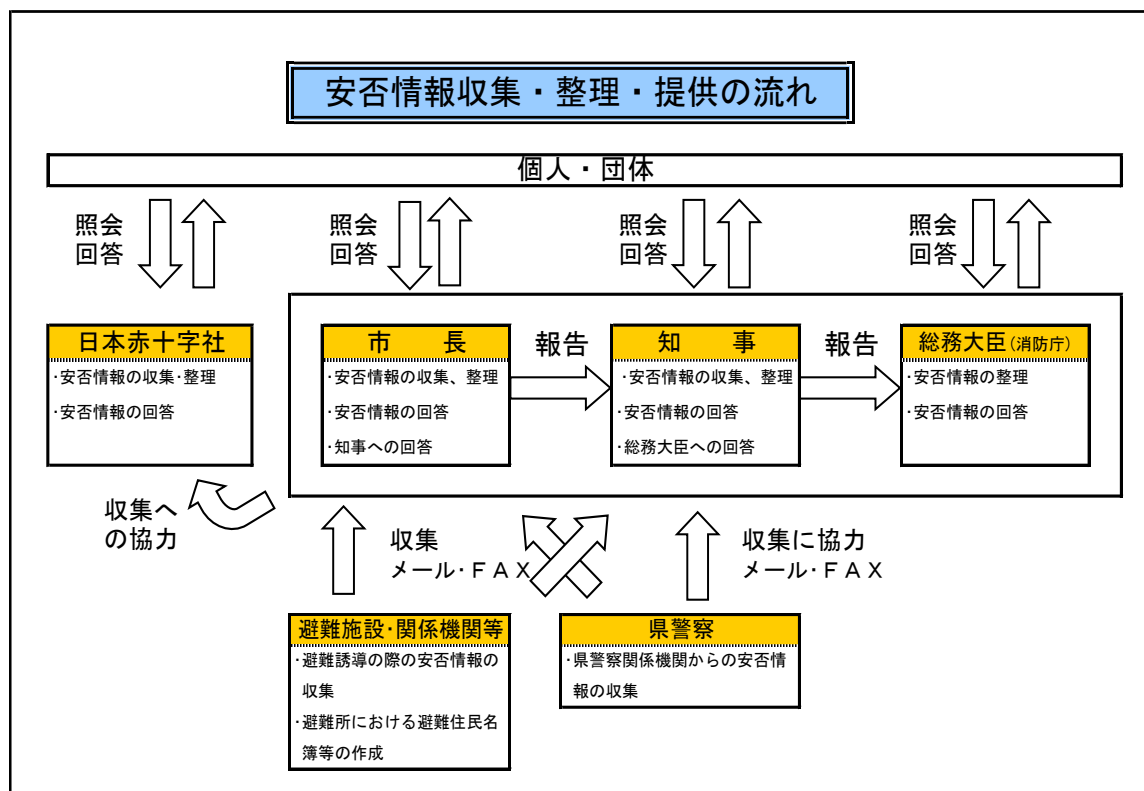 安否情報収集・整理・提供の流れ
個人・団体
照会
回答
照会
回答
照会
回答
照会
回答
日本赤十字社
・安否情報の収集・整理
・安否情報の回答
市　長
・安否情報の収集、整理
・安否情報の回答
・知事への回答
報告
知　事
・安否情報の収集、整理
・安否情報の回答
・総務大臣への回答
報告
総務大臣(消防庁)
・安否情報の整理
・安否情報の回答
収集へ
の協力
収集
メール・ＦＡＸ
収集に協力
メール・ＦＡＸ
避難施設・関係機関等
・避難誘導の際の安否情報の
収集
・避難所における避難住民名
簿等の作成
県警察
・県警察関係機関からの安否情
報の収集